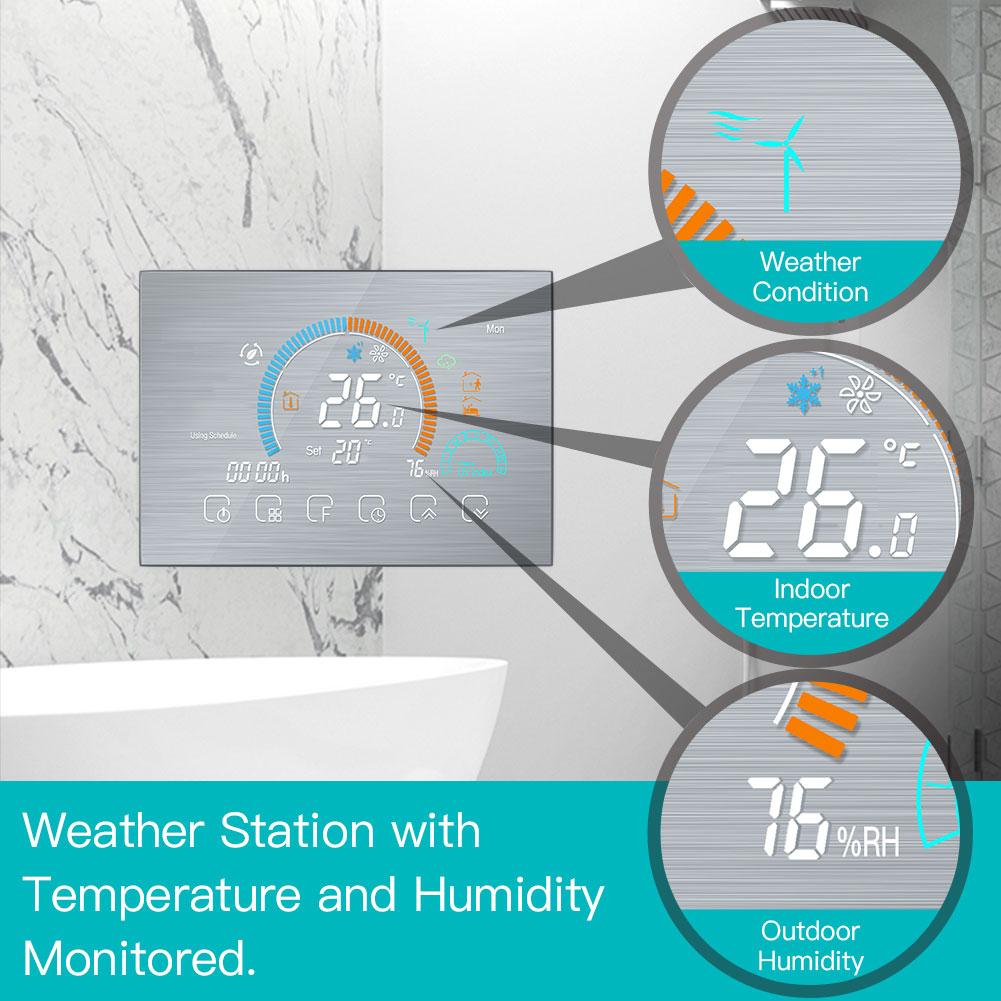 Weather
Condition
Mon
26.0 °C
Using Schedule
Set 20 °C
00:00h
76 %RH
F
26.0 °C
Indoor
Temperature
76 %RH
Outdoor
Humidity
Weather Station with
Temperature and Humidity
Monitored.